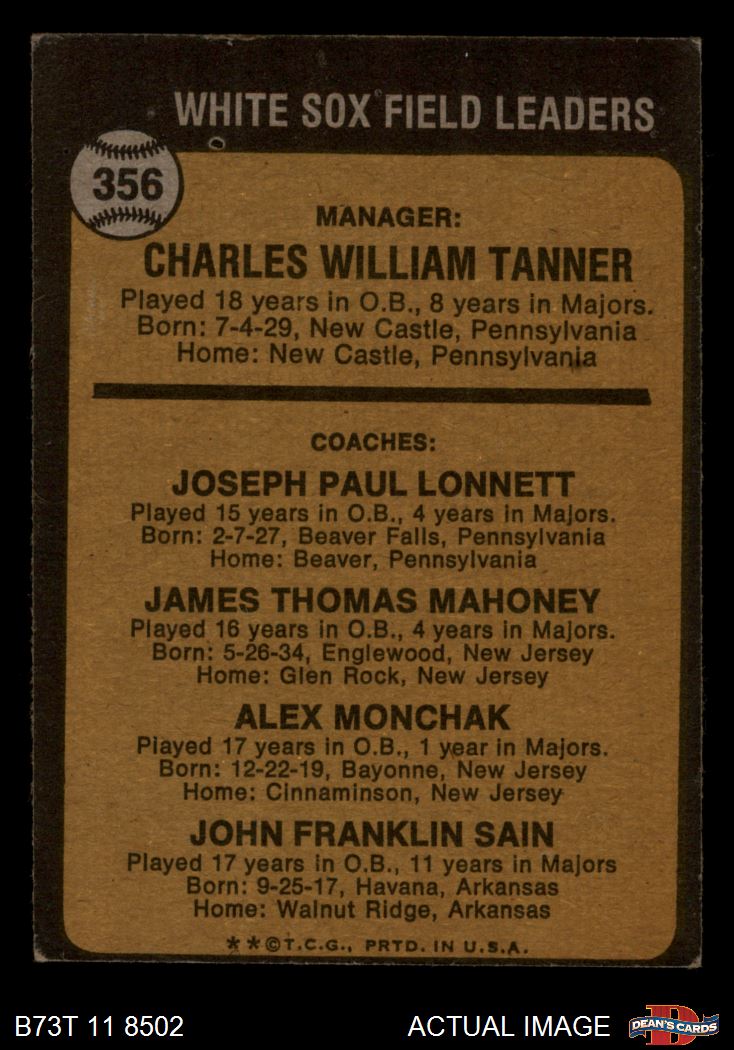 WHITE SOX FIELD LEADERS
356
MANAGER:
CHARLES WILLIAM TANNER
Played 18 years in O.B., 8 years in Majors.
Born: 7-4-29, New Castle, Pennsylvania
Home: New Castle, Pennsylvania
COACHES:
JOSEPH PAUL LONNETT
Played 15 years in O.B., 4 years in Majors.
Born: 2-7-27, Beaver Falls, Pennsylvania
Home: Beaver, Pennsylvania
JAMES THOMAS MAHONEY
Played 16 years in O.B., 4 years in Majors.
Born: 5-26-34, Englewood, New Jersey
Home: Glen Rock, New Jersey
ALEX MONCHAK
Played 17 years in O.B., 1 year in Majors.
Born: 12-22-19, Bayonne, New Jersey
Home: Cinnaminson, New Jersey
JOHN FRANKLIN SAIN
Played 17 years in O.B., 11 years in Majors
Born: 9-25-17, Havana, Arkansas
Home: Walnut Ridge, Arkansas
**©T.C.G., PRTD. IN U.S.A.
B73T 11 8502 ACTUAL IMAGE D DEAN'S CARDS